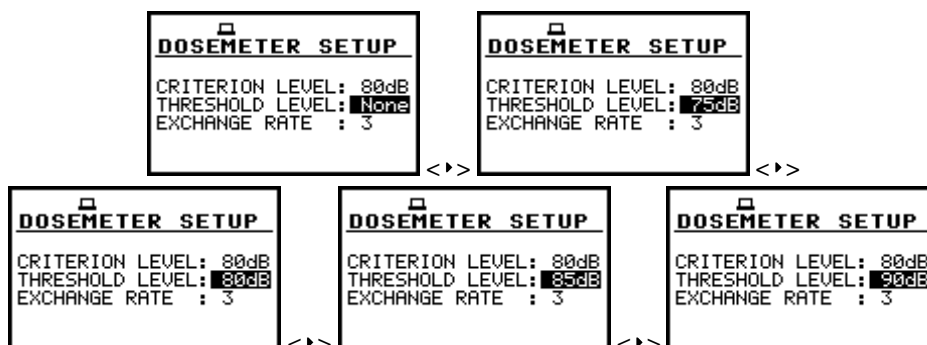 DOSEMETER SETUP
CRITERION LEVEL: 80dB
THRESHOLD LEVEL: None
EXCHANGE RATE : 3
<‣>
DOSEMETER SETUP
CRITERION LEVEL: 80dB
THRESHOLD LEVEL: 75dB
EXCHANGE RATE : 3
<‣>
DOSEMETER SETUP
CRITERION LEVEL: 80dB
THRESHOLD LEVEL: 80dB
EXCHANGE RATE : 3
<‣>
DOSEMETER SETUP
CRITERION LEVEL: 80dB
THRESHOLD LEVEL: 85dB
EXCHANGE RATE : 3
<‣>
DOSEMETER SETUP
CRITERION LEVEL: 80dB
THRESHOLD LEVEL: 90dB
EXCHANGE RATE : 3